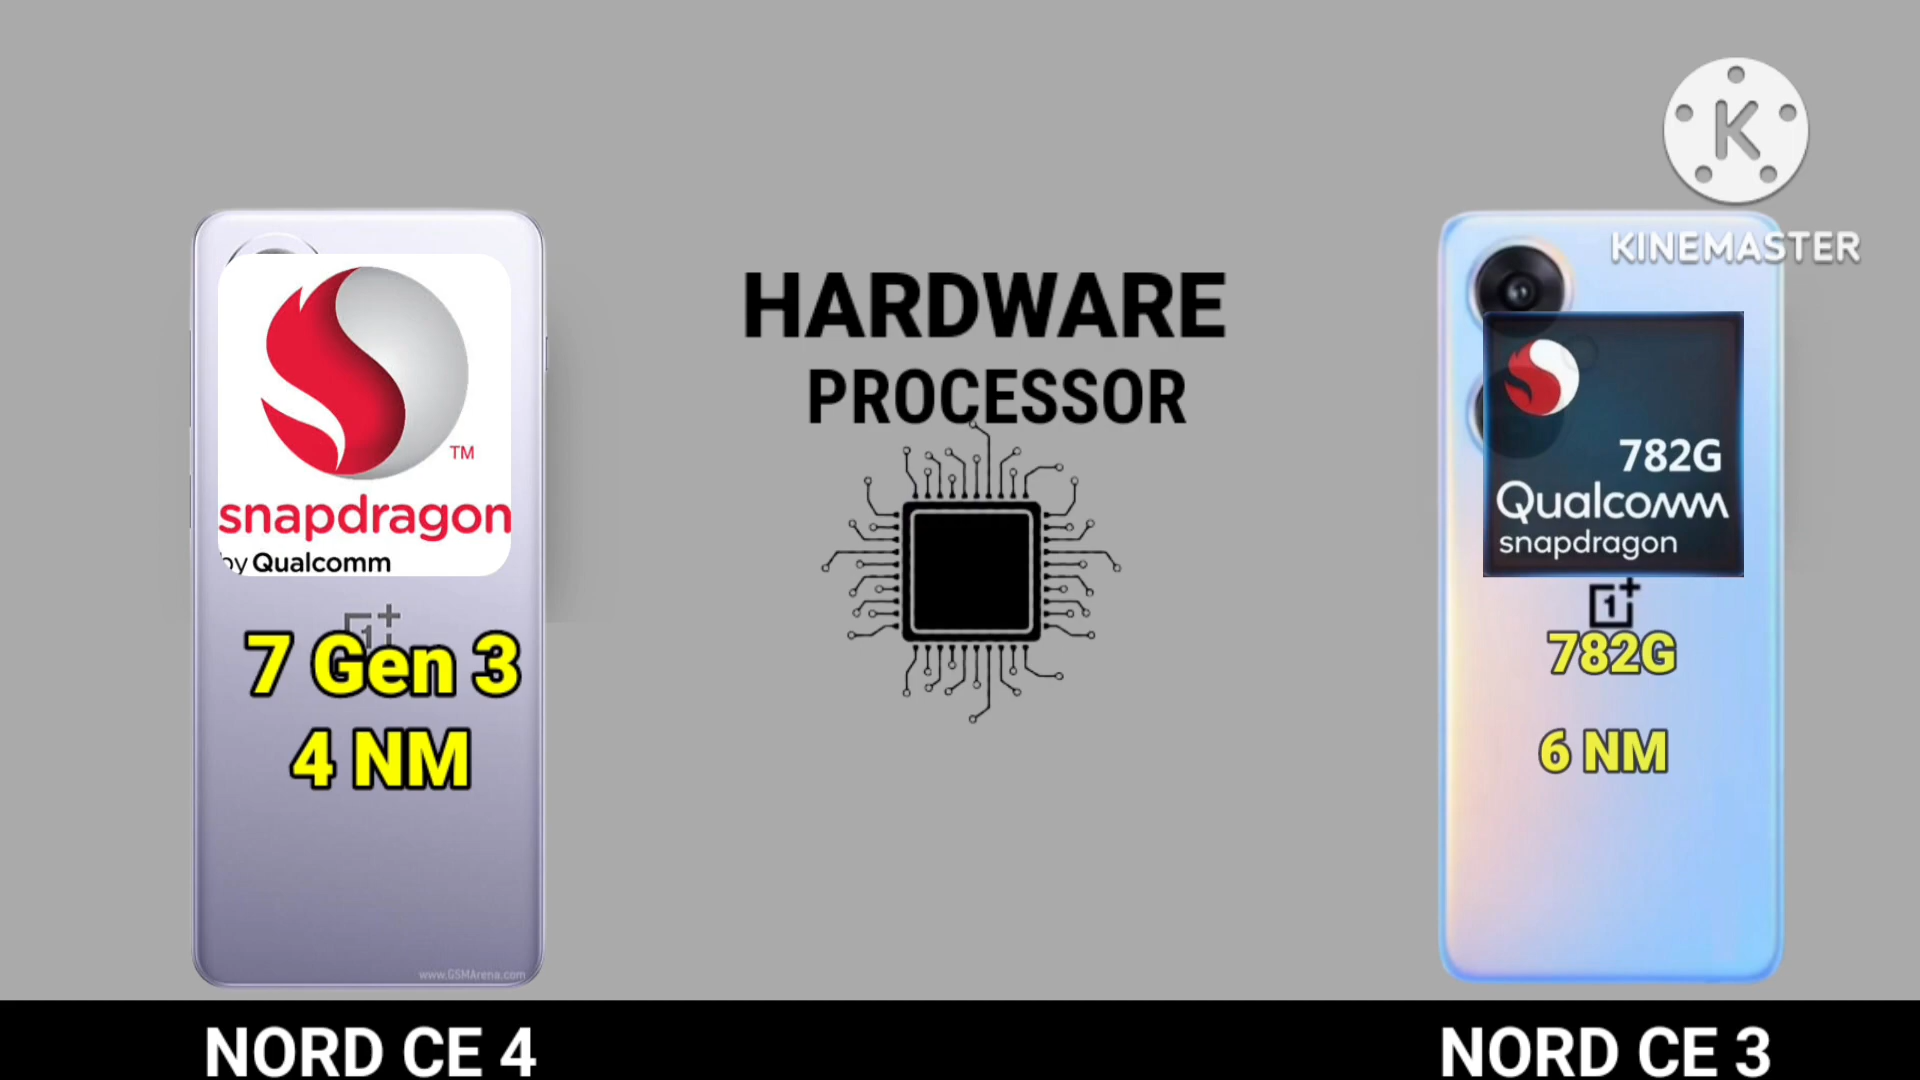 KINEMASTER
HARDWARE
PROCESSOR
TM
snapdragon
by Qualcomm
7 Gen 3
4 NM
www.GSMArena.com
NORD CE 4
782G
Qualcomm
snapdragon
782G
6 NM
NORD CE 3